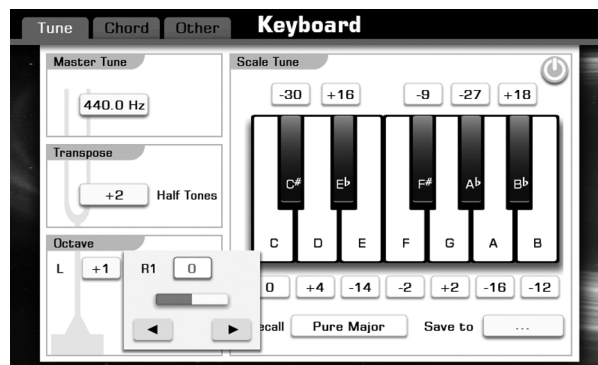 Tune Chord Other Keyboard
Master Tune
440.0 Hz
Transpose
+2 Half Tones
Octave
L +1 R1 0
◄ ►
Scale Tune
-30 +16 -9 -27 +18
C# E♭ F# A♭ B♭
C D E F G A B
0 +4 -14 -2 +2 -16 -12
ecall Pure Major Save to ...